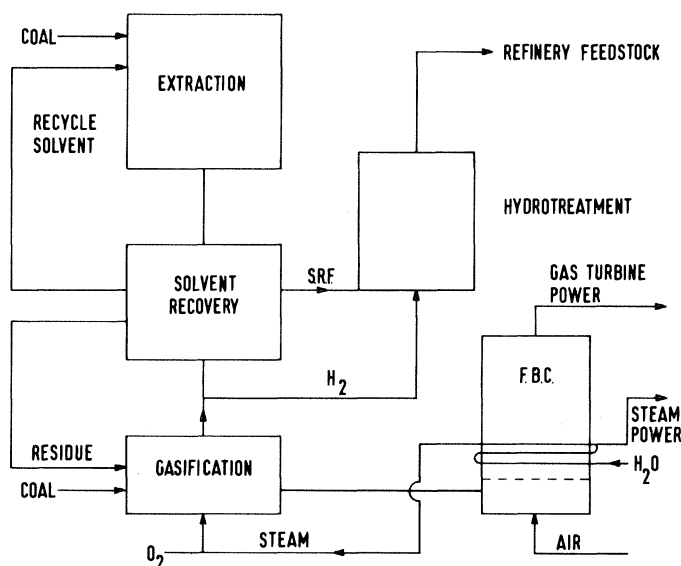 COAL
EXTRACTION
REFINERY FEEDSTOCK
RECYCLE
SOLVENT
HYDROTREATMENT
SOLVENT
RECOVERY
S.R.F.
GAS TURBINE
POWER
H2
F.B.C.
STEAM
POWER
RESIDUE
GASIFICATION
H2O
COAL
O2
STEAM
AIR